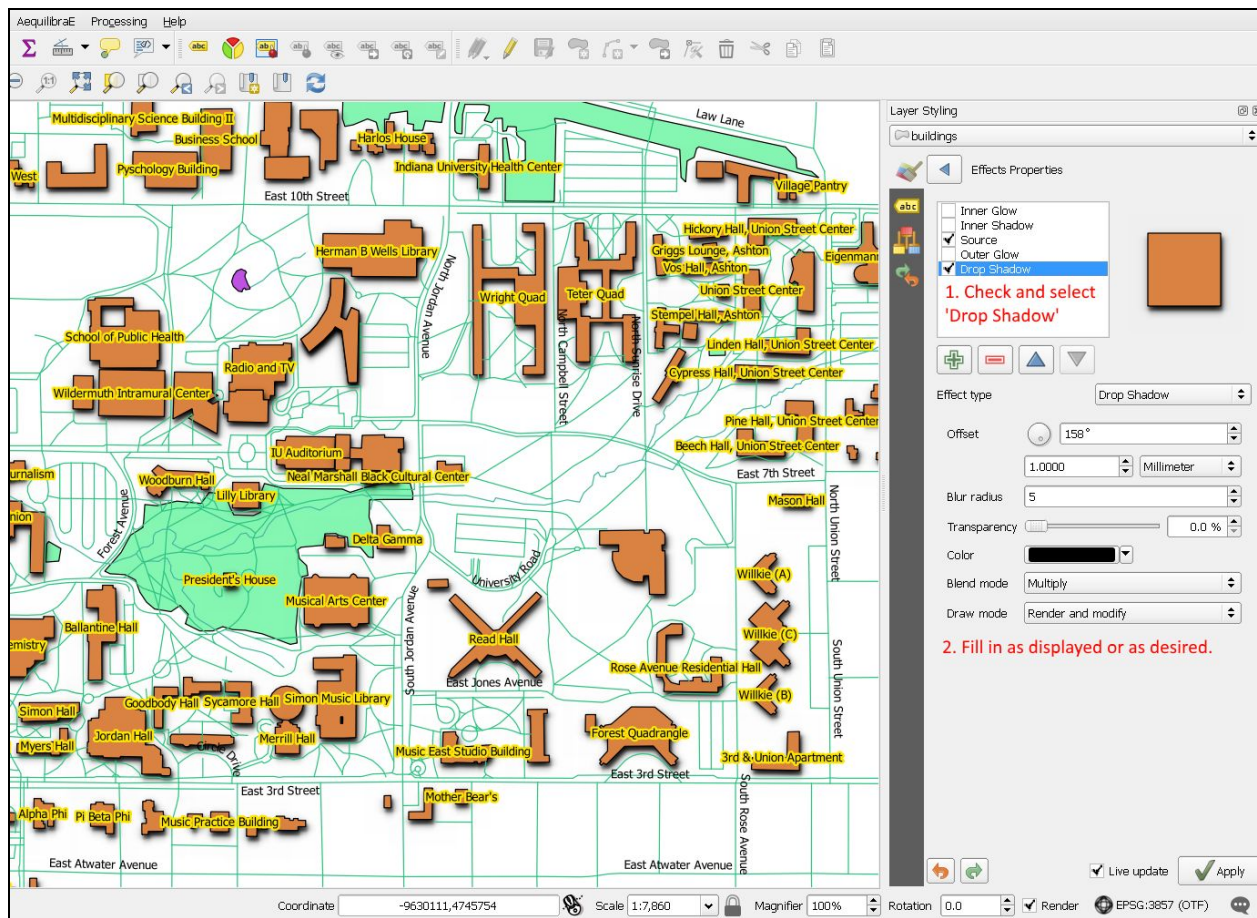 AequilibraE Processing Help
Layer Styling
buildings
Effects Properties
Inner Glow
Inner Shadow
Source
Outer Glow
Drop Shadow
1. Check and select
'Drop Shadow'
Effect type Drop Shadow
Offset 158°
1.0000 Millimeter
Blur radius 5
Transparency 0.0 %
Color
Blend mode Multiply
Draw mode Render and modify
2. Fill in as displayed or as desired.
Live update Apply
Law Lane
Multidisciplinary Science Building II
Business School
Harlos House
Pyschology Building
Indiana University Health Center
West
Village Pantry
East 10th Street
Hickory Hall, Union Street Center
Herman B Wells Library
Griggs Lounge, Ashton
Eigenmann
Vos Hall, Ashton
North Jordan Avenue
Wright Quad
Teter Quad
Union Street Center
Stempel Hall, Ashton
School of Public Health
Linden Hall, Union Street Center
North Campbell Street
North Sunrise Drive
Radio and TV
Cypress Hall, Union Street Center
Wildermuth Intramural Center
Pine Hall, Union Street Center
Beech Hall, Union Street Center
IU Auditorium
East 7th Street
Neal Marshall Black Cultural Center
urnalism
Woodburn Hall
Lilly Library
Mason Hall
North Union Street
nion
Forest Avenue
Delta Gamma
University Road
President's House
Willkie (A)
Musical Arts Center
Ballantine Hall
Read Hall
Willkie (C)
emistry
South Jordan Avenue
Rose Avenue Residential Hall
South Union Street
East Jones Avenue
Willkie (B)
Goodbody Hall
Sycamore Hall
Simon Music Library
Simon Hall
Jordan Hall
Merrill Hall
Forest Quadrangle
Myers Hall
Circle Drive
Music East Studio Building
3rd & Union Apartment
East 3rd Street
East 3rd Street
South Rose Avenue
Mother Bear's
Alpha Phi
Pi Beta Phi
Music Practice Building
East Atwater Avenue
East Atwater Avenue
Coordinate -9630111,4745754 Scale 1:7,860 Magnifier 100% Rotation 0.0 Render EPSG:3857 (OTF)